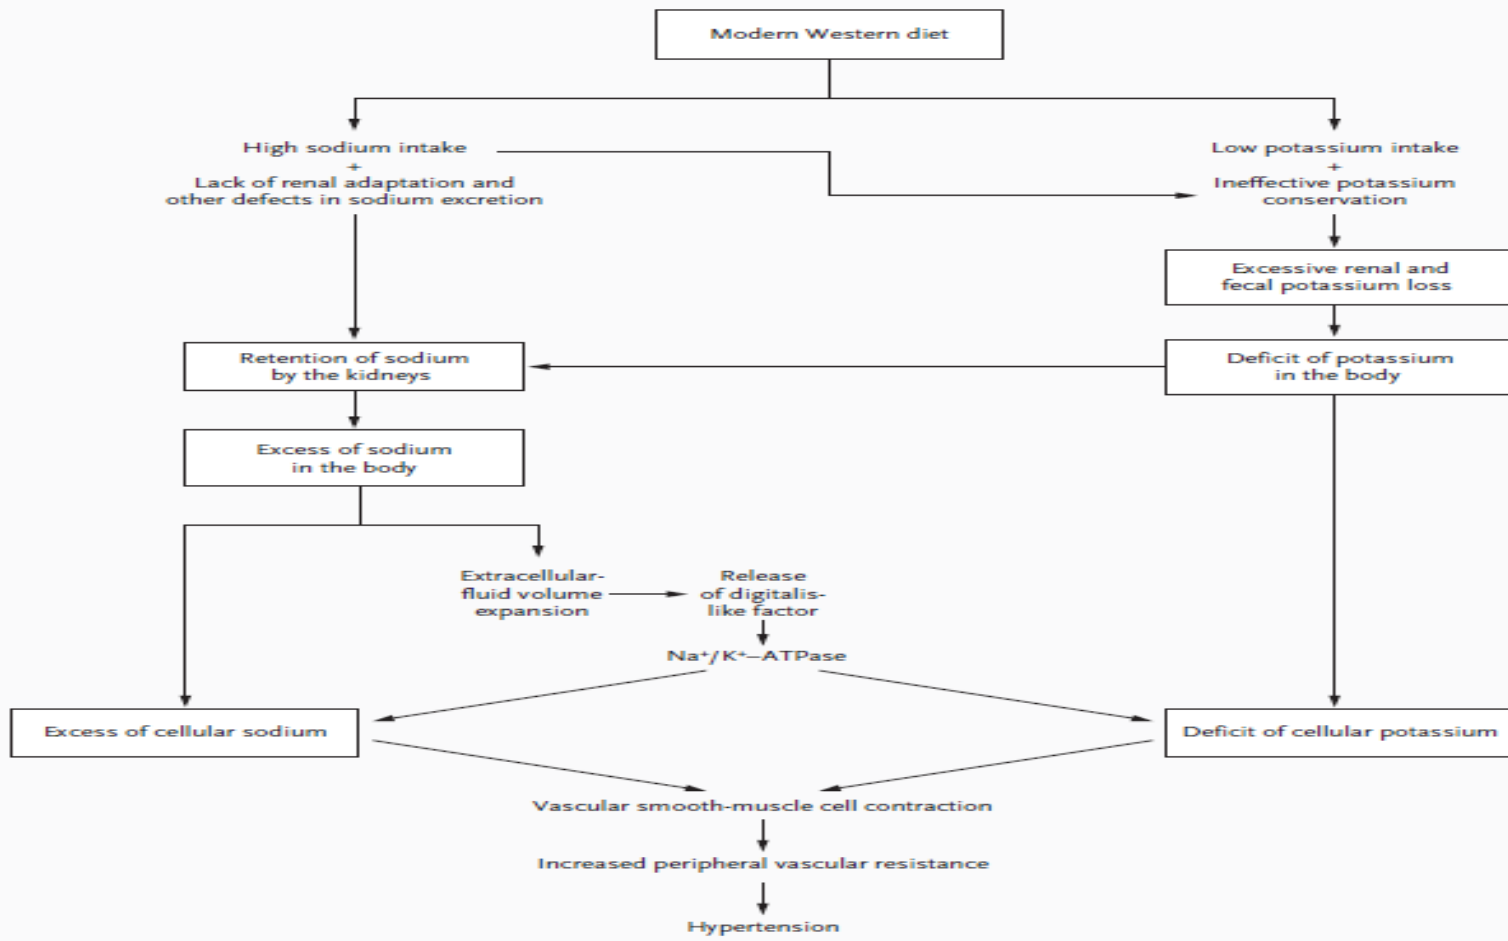 Modern Western diet
High sodium intake
+
Lack of renal adaptation and
other defects in sodium excretion
Low potassium intake
+
Ineffective potassium
conservation
Excessive renal and
fecal potassium loss
Retention of sodium
by the kidneys
Deficit of potassium
in the body
Excess of sodium
in the body
Extracellular-
fluid volume
expansion
Release
of digitalis-
like factor
Na⁺/K⁺–ATPase
Excess of cellular sodium
Deficit of cellular potassium
Vascular smooth-muscle cell contraction
Increased peripheral vascular resistance
Hypertension